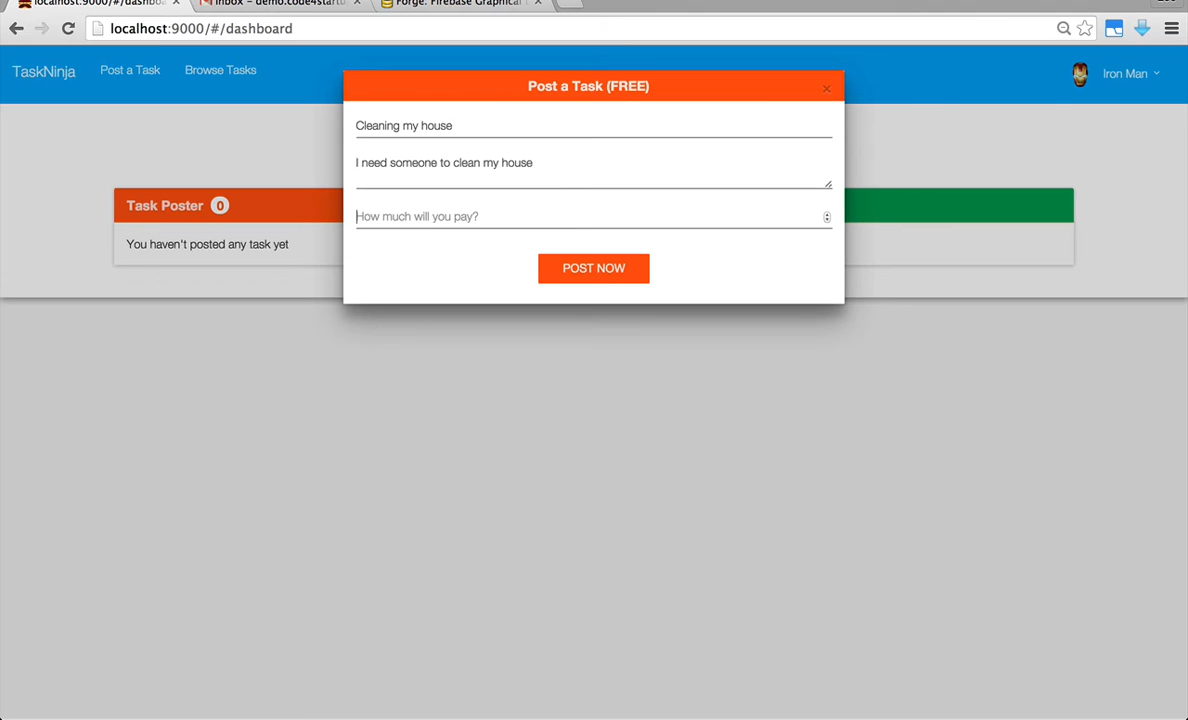 localhost:9000/#/dashboa
Inbox - demo.code4startu
Forge: Firebase Graphical
localhost:9000/#/dashboard
TaskNinja
Post a Task
Browse Tasks
Iron Man
Post a Task (FREE)
×
Cleaning my house
I need someone to clean my house
How much will you pay?
POST NOW
Task Poster 0
You haven't posted any task yet